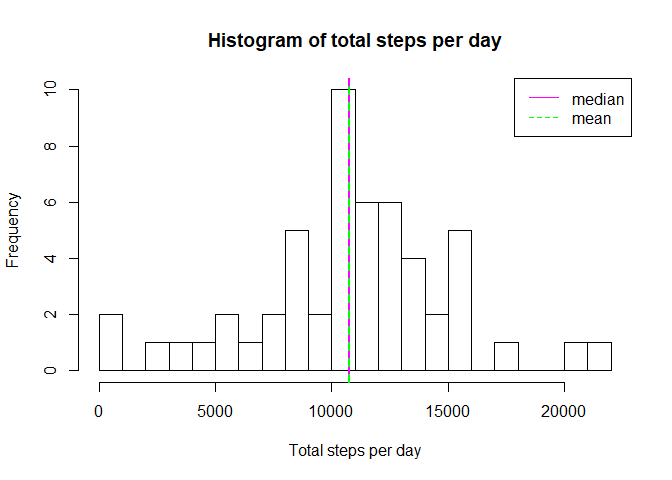 Histogram of total steps per day
median
mean
Frequency
10
8
6
4
2
0
0 5000 10000 15000 20000
Total steps per day